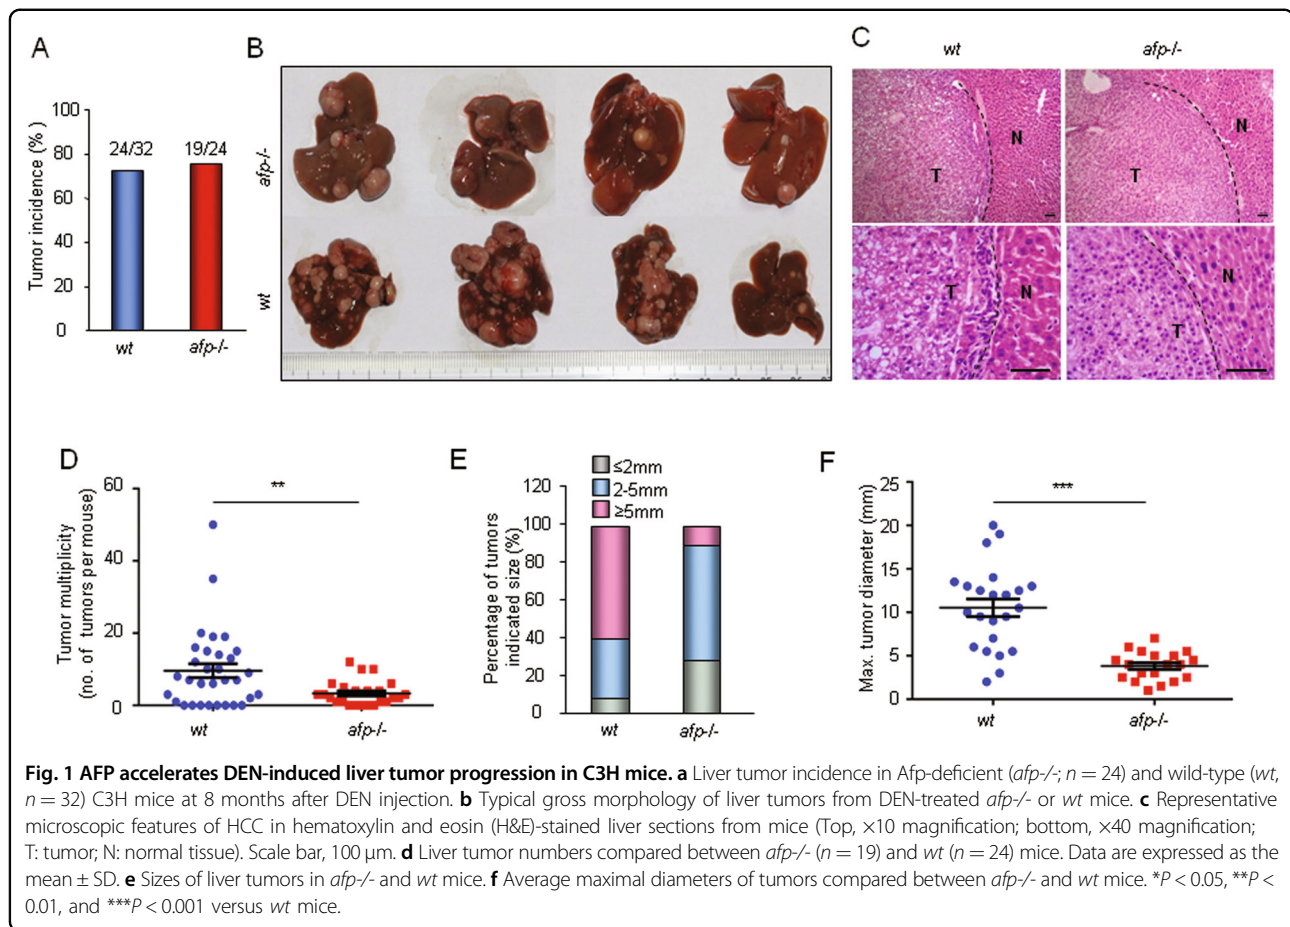 A
Tumor incidence (% )
100
80
60
40
20
0
24/32
19/24
wt
afp-/-
B
afp-/-
wt
C
wt
afp-/-
T
N
T
N
T
N
T
N
D
Tumor multiplicity
(no. of tumors per mouse)
60
40
20
0
**
wt
afp-/-
E
≤2mm
2-5mm
≥5mm
Percentage of tumors
indicated size (%)
120
100
80
60
40
20
0
wt
afp-/-
F
Max. tumor diameter (mm)
25
20
15
10
5
0
***
wt
afp-/-
Fig. 1 AFP accelerates DEN-induced liver tumor progression in C3H mice. a Liver tumor incidence in Afp-deficient (afp-/-; n = 24) and wild-type (wt,
n = 32) C3H mice at 8 months after DEN injection. b Typical gross morphology of liver tumors from DEN-treated afp-/- or wt mice. c Representative
microscopic features of HCC in hematoxylin and eosin (H&E)-stained liver sections from mice (Top, ×10 magnification; bottom, ×40 magnification;
T: tumor; N: normal tissue). Scale bar, 100 μm. d Liver tumor numbers compared between afp-/- (n = 19) and wt (n = 24) mice. Data are expressed as the
mean ± SD. e Sizes of liver tumors in afp-/- and wt mice. f Average maximal diameters of tumors compared between afp-/- and wt mice. *P < 0.05, **P <
0.01, and ***P < 0.001 versus wt mice.